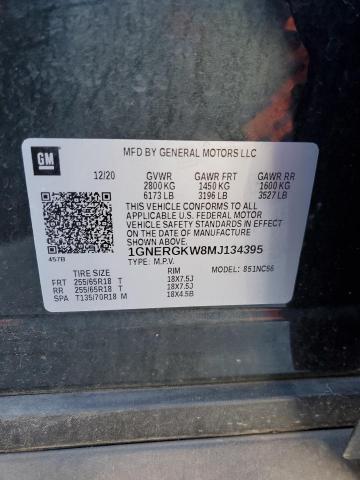 GM
MFD BY GENERAL MOTORS LLC
12/20 GVWR GAWR FRT GAWR RR
2800 KG 1450 KG 1600 KG
6173 LB 3196 LB 3527 LB
THIS VEHICLE CONFORMS TO ALL
APPLICABLE U.S. FEDERAL MOTOR
VEHICLE SAFETY STANDARDS IN
EFFECT ON THE DATE OF
MANUFACTURE SHOWN ABOVE.
1GNERGKW8MJ134395
457B TYPE: M.P.V. MODEL: 851NC56
TIRE SIZE RIM
FRT 255/65R18 T 18X7.5J
RR 255/65R18 T 18X7.5J
SPA T135/70R18 M 18X4.5B